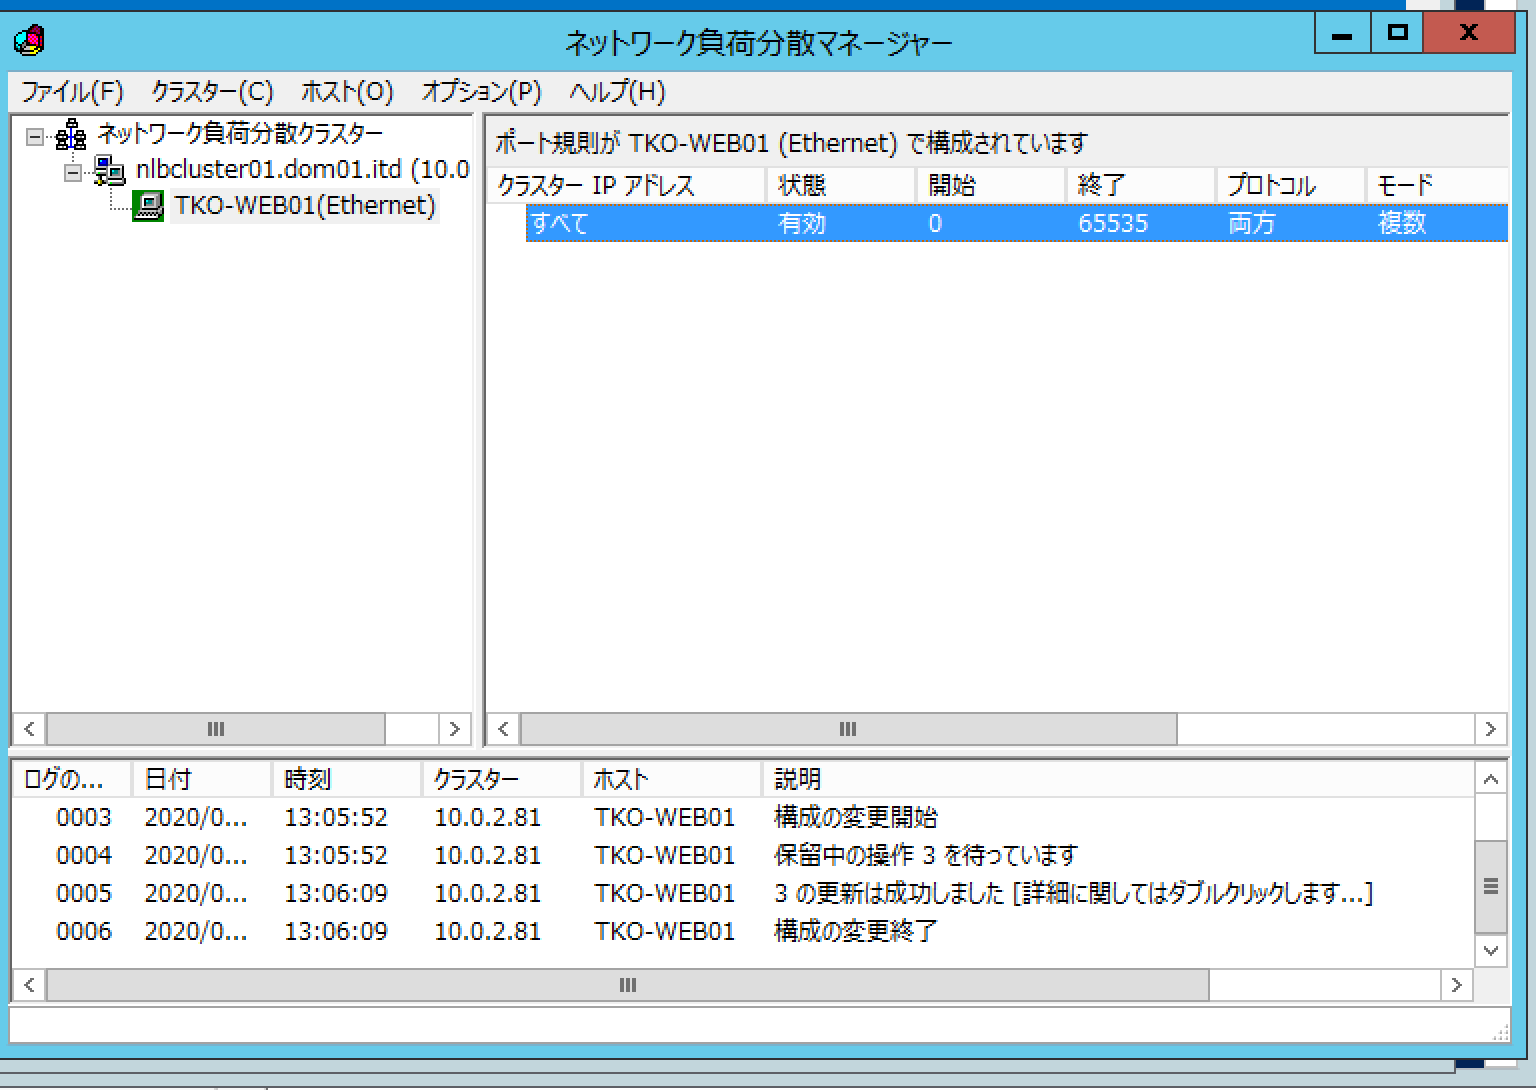 ネットワーク負荷分散マネージャー
ファイル(F) クラスター(C) ホスト(O) オプション(P) ヘルプ(H)
ネットワーク負荷分散クラスター
nlbcluster01.dom01.itd (10.0
TKO-WEB01(Ethernet)
ポート規則が TKO-WEB01 (Ethernet) で構成されています
クラスター IP アドレス 状態 開始 終了 プロトコル モード
すべて 有効 0 65535 両方 複数
ログの... 日付 時刻 クラスター ホスト 説明
0003 2020/0... 13:05:52 10.0.2.81 TKO-WEB01 構成の変更開始
0004 2020/0... 13:05:52 10.0.2.81 TKO-WEB01 保留中の操作 3 を待っています
0005 2020/0... 13:06:09 10.0.2.81 TKO-WEB01 3 の更新は成功しました [詳細に関してはダブルクリックします...]
0006 2020/0... 13:06:09 10.0.2.81 TKO-WEB01 構成の変更終了